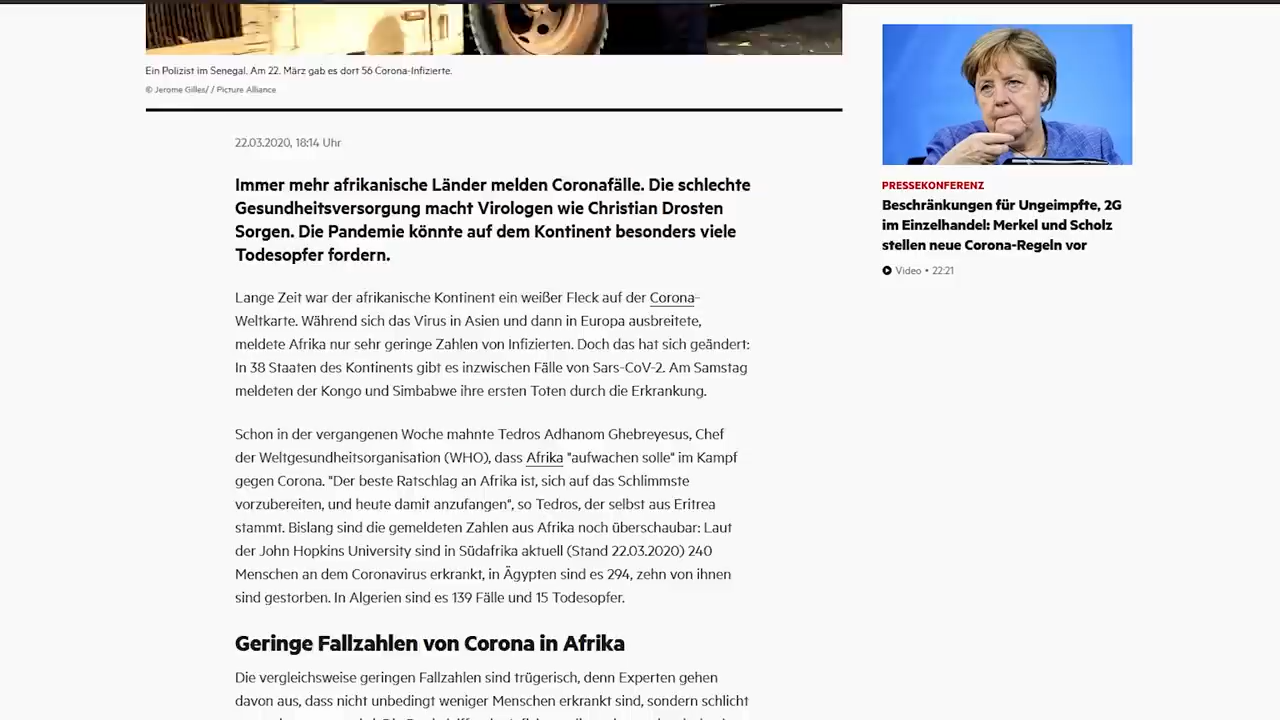 Ein Polizist im Senegal. Am 22. März gab es dort 56 Corona-Infizierte.
© Jerome Gilles/ / Picture Alliance
22.03.2020, 18:14 Uhr
Immer mehr afrikanische Länder melden Coronafälle. Die schlechte
Gesundheitsversorgung macht Virologen wie Christian Drosten
Sorgen. Die Pandemie könnte auf dem Kontinent besonders viele
Todesopfer fordern.
Lange Zeit war der afrikanische Kontinent ein weißer Fleck auf der Corona-
Weltkarte. Während sich das Virus in Asien und dann in Europa ausbreitete,
meldete Afrika nur sehr geringe Zahlen von Infizierten. Doch das hat sich geändert:
In 38 Staaten des Kontinents gibt es inzwischen Fälle von Sars-CoV-2. Am Samstag
meldeten der Kongo und Simbabwe ihre ersten Toten durch die Erkrankung.
Schon in der vergangenen Woche mahnte Tedros Adhanom Ghebreyesus, Chef
der Weltgesundheitsorganisation (WHO), dass Afrika "aufwachen solle" im Kampf
gegen Corona. "Der beste Ratschlag an Afrika ist, sich auf das Schlimmste
vorzubereiten, und heute damit anzufangen", so Tedros, der selbst aus Eritrea
stammt. Bislang sind die gemeldeten Zahlen aus Afrika noch überschaubar: Laut
der John Hopkins University sind in Südafrika aktuell (Stand 22.03.2020) 240
Menschen an dem Coronavirus erkrankt, in Ägypten sind es 294, zehn von ihnen
sind gestorben. In Algerien sind es 139 Fälle und 15 Todesopfer.
Geringe Fallzahlen von Corona in Afrika
Die vergleichsweise geringen Fallzahlen sind trügerisch, denn Experten gehen
davon aus, dass nicht unbedingt weniger Menschen erkrankt sind, sondern schlicht
PRESSEKONFERENZ
Beschränkungen für Ungeimpfte, 2G
im Einzelhandel: Merkel und Scholz
stellen neue Corona-Regeln vor
Video • 22:21